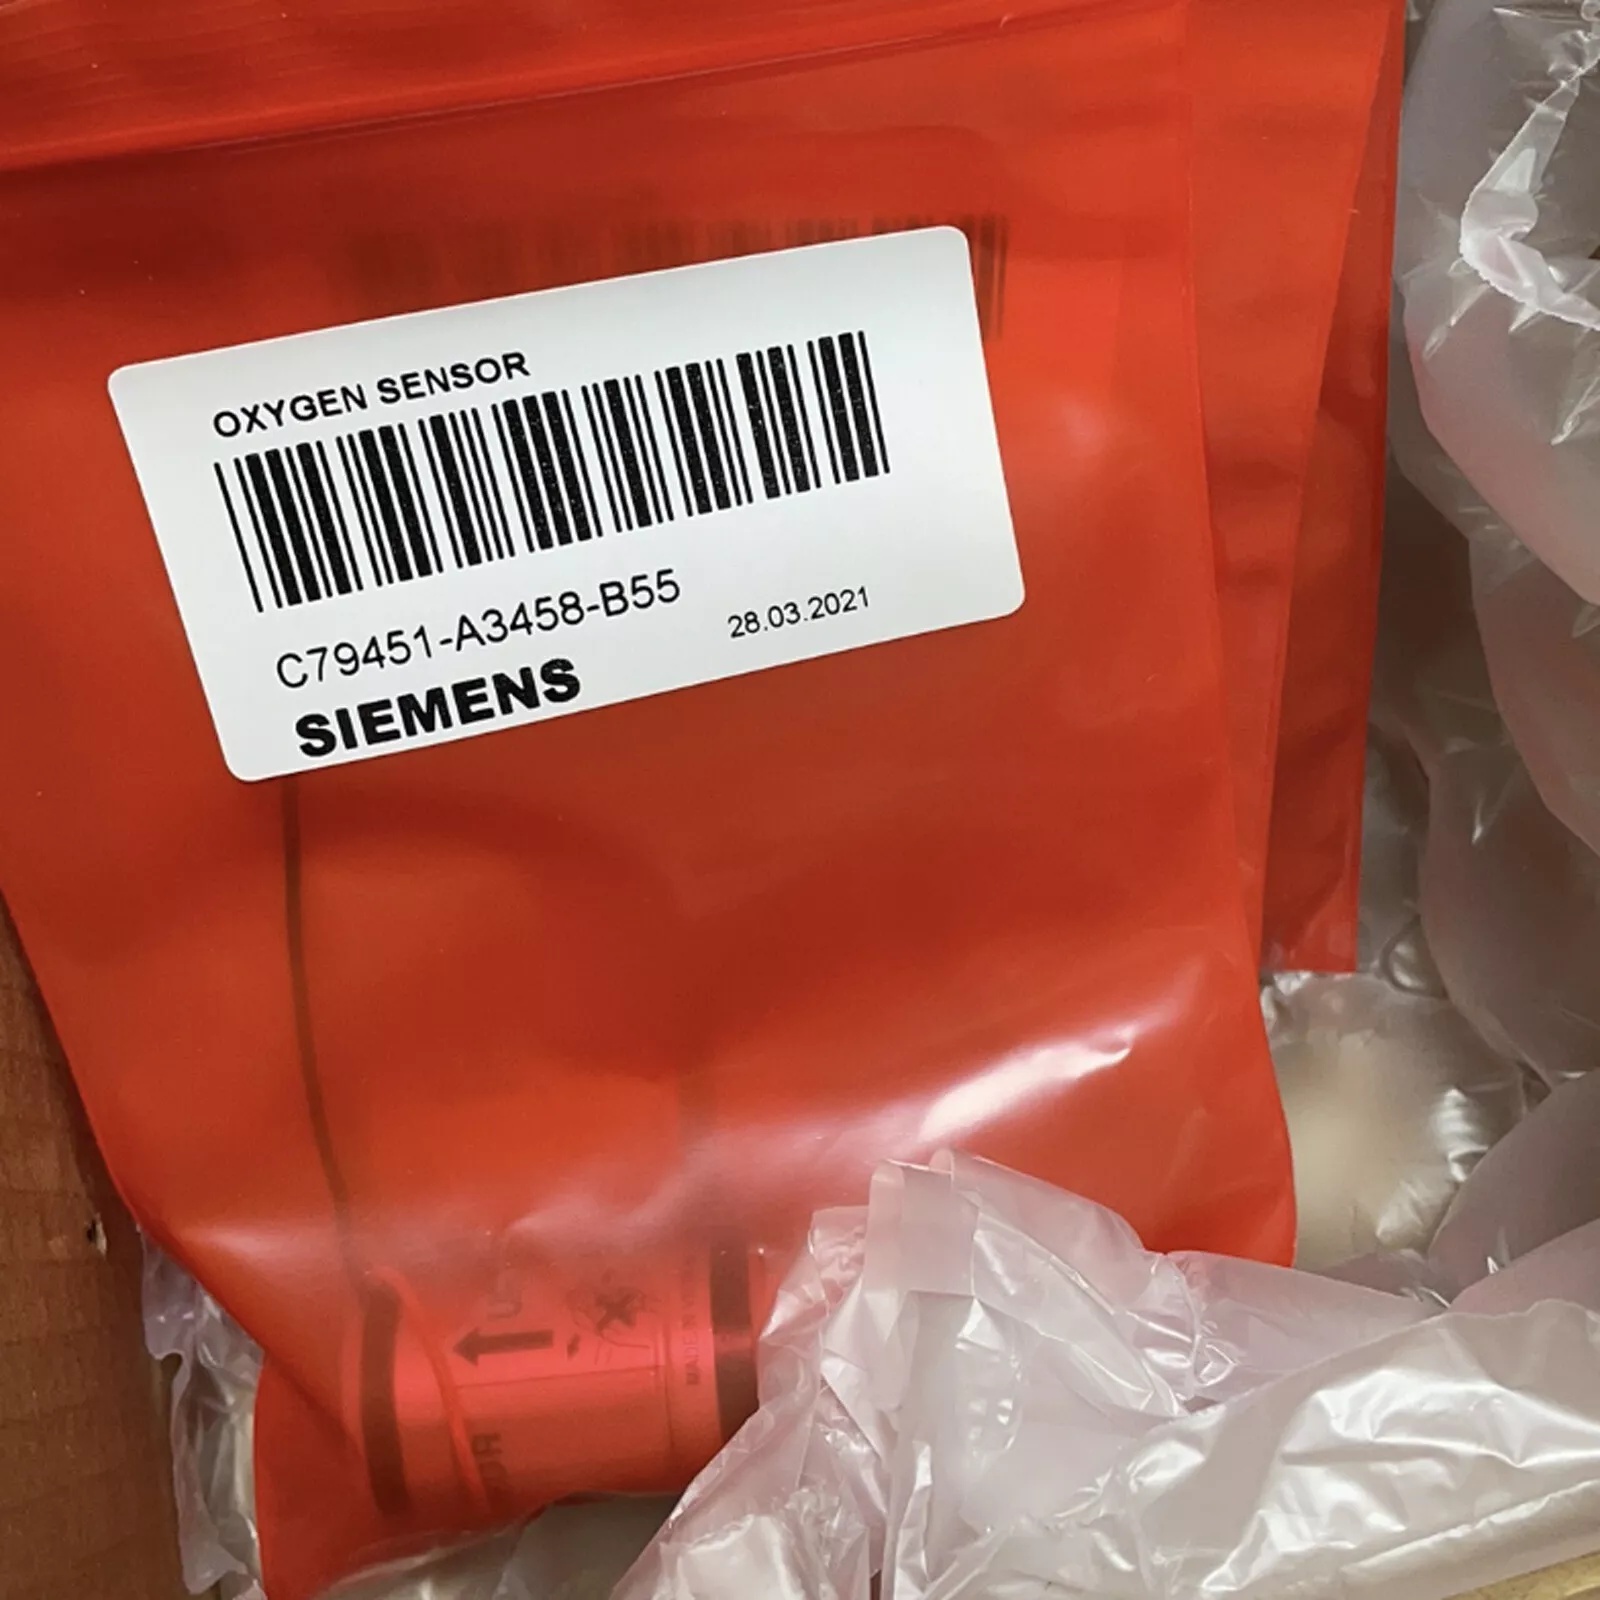 OXYGEN SENSOR
C79451-A3458-B55
28.03.2021
SIEMENS